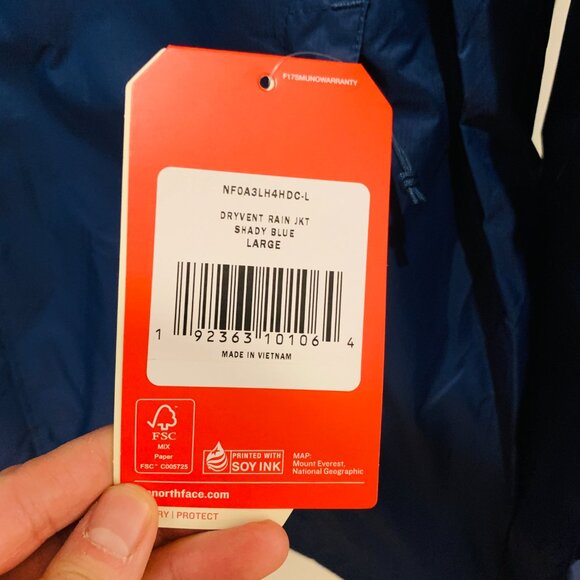 F17SMUNOWARRANTY
NF0A3LH4HDC-L
DRYVENT RAIN JKT
SHADY BLUE
LARGE
1 92363 10106 4
MADE IN VIETNAM
FSC
MIX
Paper
FSC™ C005725
PRINTED WITH
SOY INK
MAP:
Mount Everest,
National Geographic
northface.com
| PROTECT